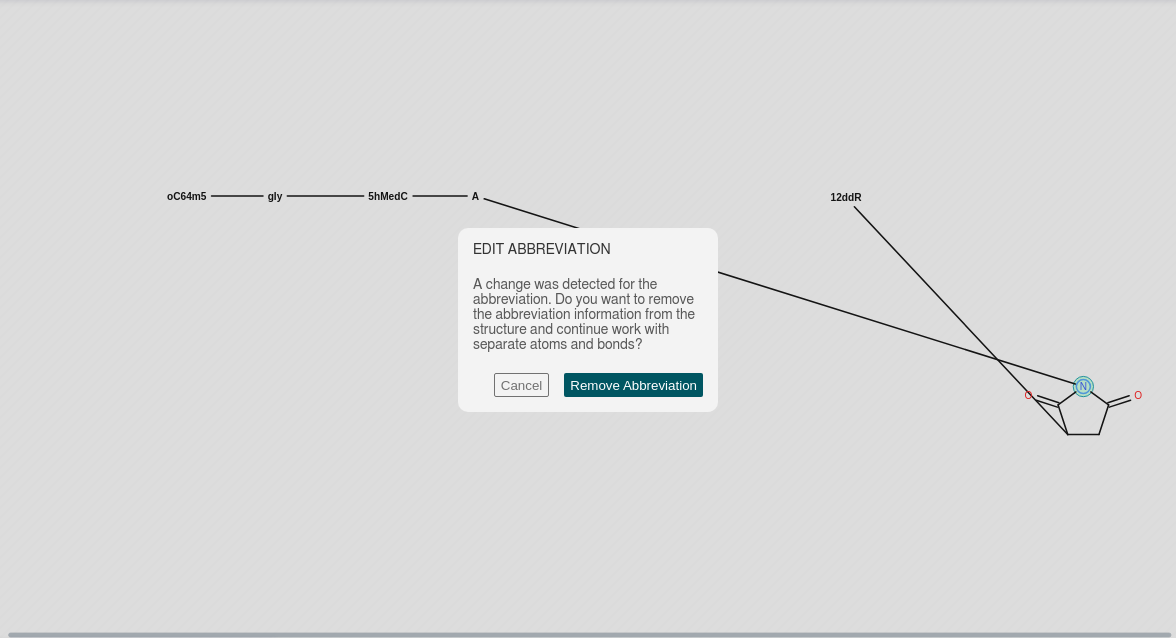 oC64m5 gly 5hMedC A 12ddR
EDIT ABBREVIATION
A change was detected for the
abbreviation. Do you want to remove
the abbreviation information from the
structure and continue work with
separate atoms and bonds?
Cancel Remove Abbreviation
N
O O